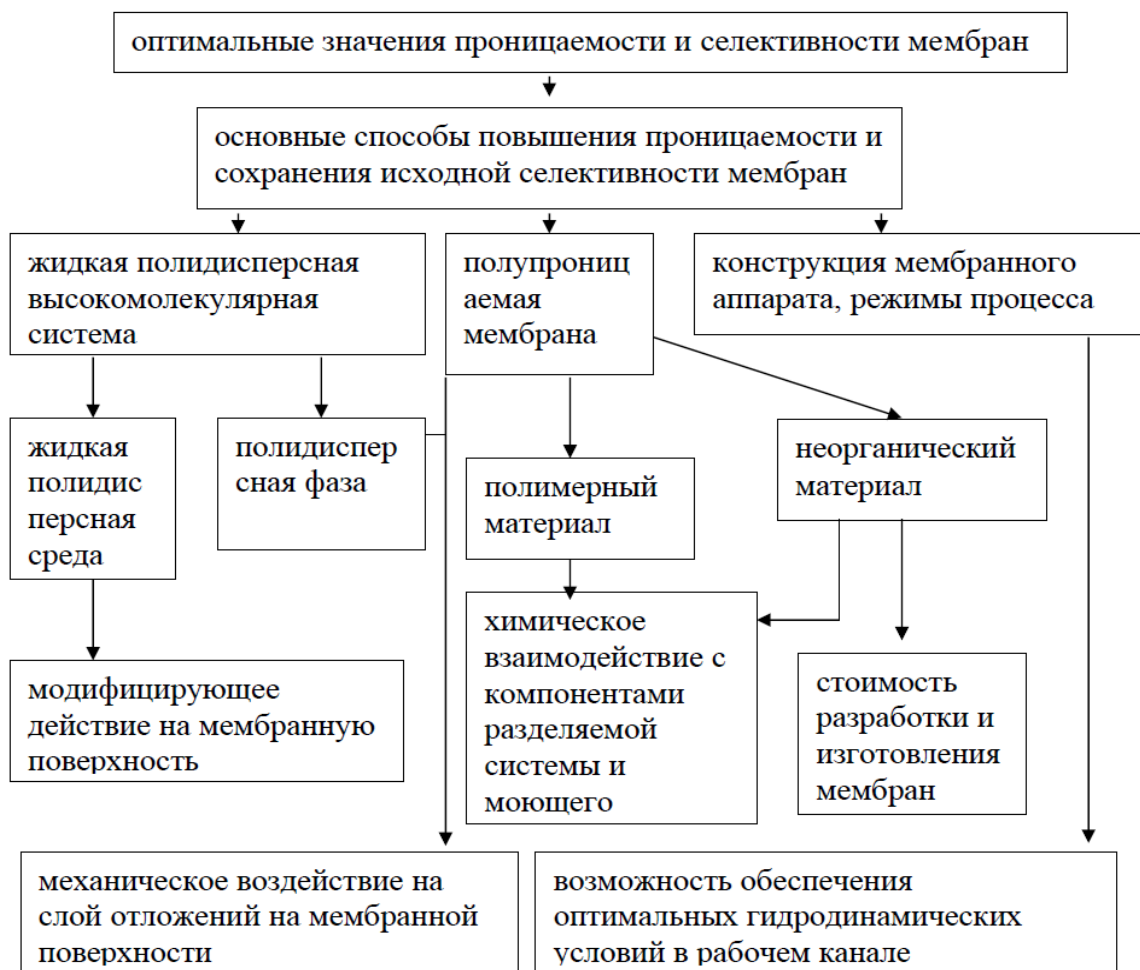 оптимальные значения проницаемости и селективности мембран
основные способы повышения проницаемости и
сохранения исходной селективности мембран
жидкая полидисперсная
высокомолекулярная
система
полупрониц
аемая
мембрана
конструкция мембранного
аппарата, режимы процесса
жидкая
полидис
персная
среда
полидиспер
сная фаза
полимерный
материал
неорганический
материал
модифицирующее
действие на мембранную
поверхность
химическое
взаимодействие с
компонентами
разделяемой
системы и
моющего
стоимость
разработки и
изготовления
мембран
механическое воздействие на
слой отложений на мембранной
поверхности
возможность обеспечения
оптимальных гидродинамических
условий в рабочем канале